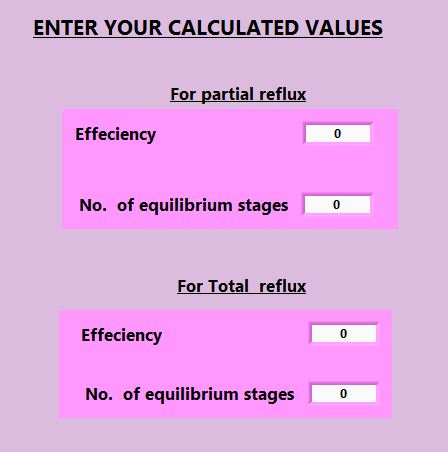 ENTER YOUR CALCULATED VALUES
For partial reflux
Effeciency 0
No. of equilibrium stages 0
For Total reflux
Effeciency 0
No. of equilibrium stages 0